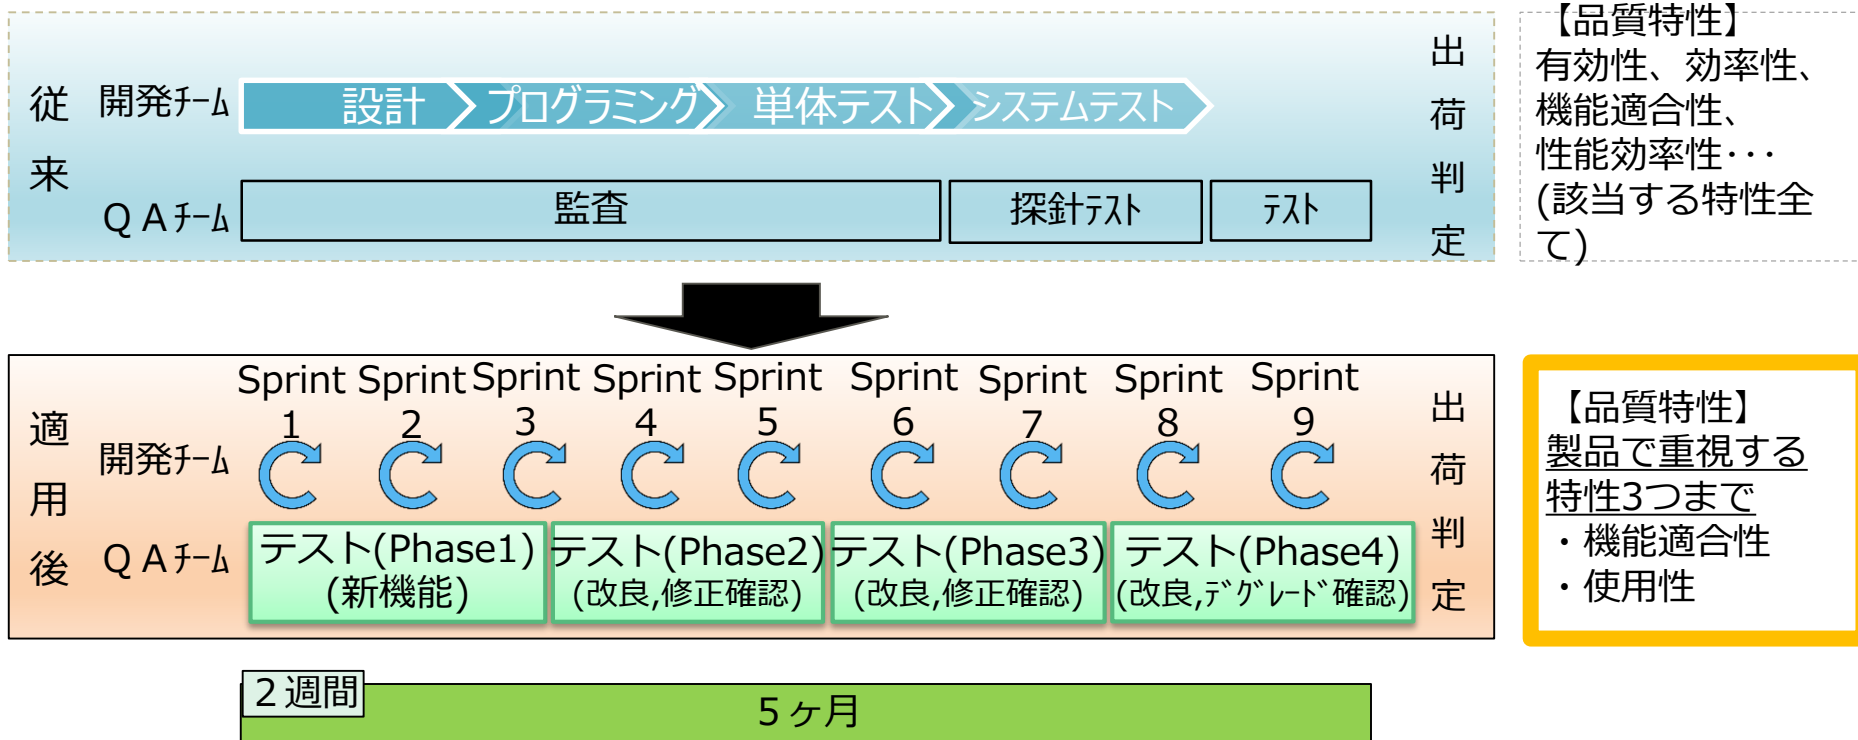 従来
開発ﾁｰﾑ
設計
プログラミング
単体テスト
システムテスト
ＱＡﾁｰﾑ
監査
探針ﾃｽﾄ
ﾃｽﾄ
出荷判定
【品質特性】
有効性、効率性、
機能適合性、
性能効率性･･･
(該当する特性全
て)
適用後
開発ﾁｰﾑ
Sprint
1
Sprint
2
Sprint
3
Sprint
4
Sprint
5
Sprint
6
Sprint
7
Sprint
8
Sprint
9
ＱＡﾁｰﾑ
テスト(Phase1)
(新機能)
テスト(Phase2)
(改良,修正確認)
テスト(Phase3)
(改良,修正確認)
テスト(Phase4)
(改良,ﾃﾞｸﾞﾚｰﾄﾞ確認)
出荷判定
【品質特性】
製品で重視する
特性3つまで
・機能適合性
・使用性
２週間
５ヶ月